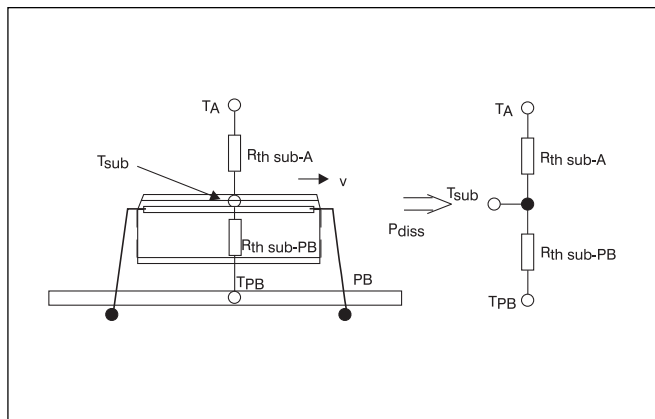 TA
Rth sub-A
Tsub
v
Rth sub-PB
TPB
PB
Pdiss
TA
Rth sub-A
Tsub
Rth sub-PB
TPB